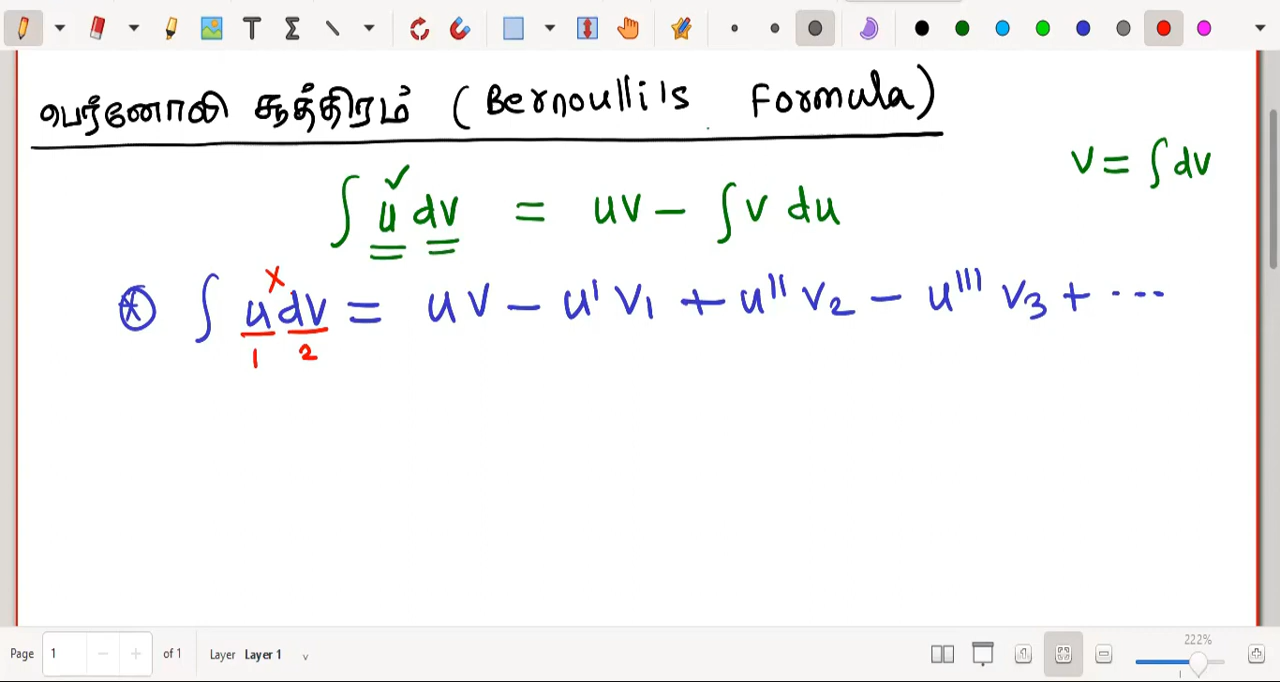 பெர்னோலி சூத்திரம் (Bernoulli's Formula)
v = ∫ dv
∫ u dv = uv - ∫ v du
∫ u dv = uv - u' v₁ + u'' v₂ - u''' v₃ + ...
1 2
Page 1 of 1 Layer Layer 1 222%